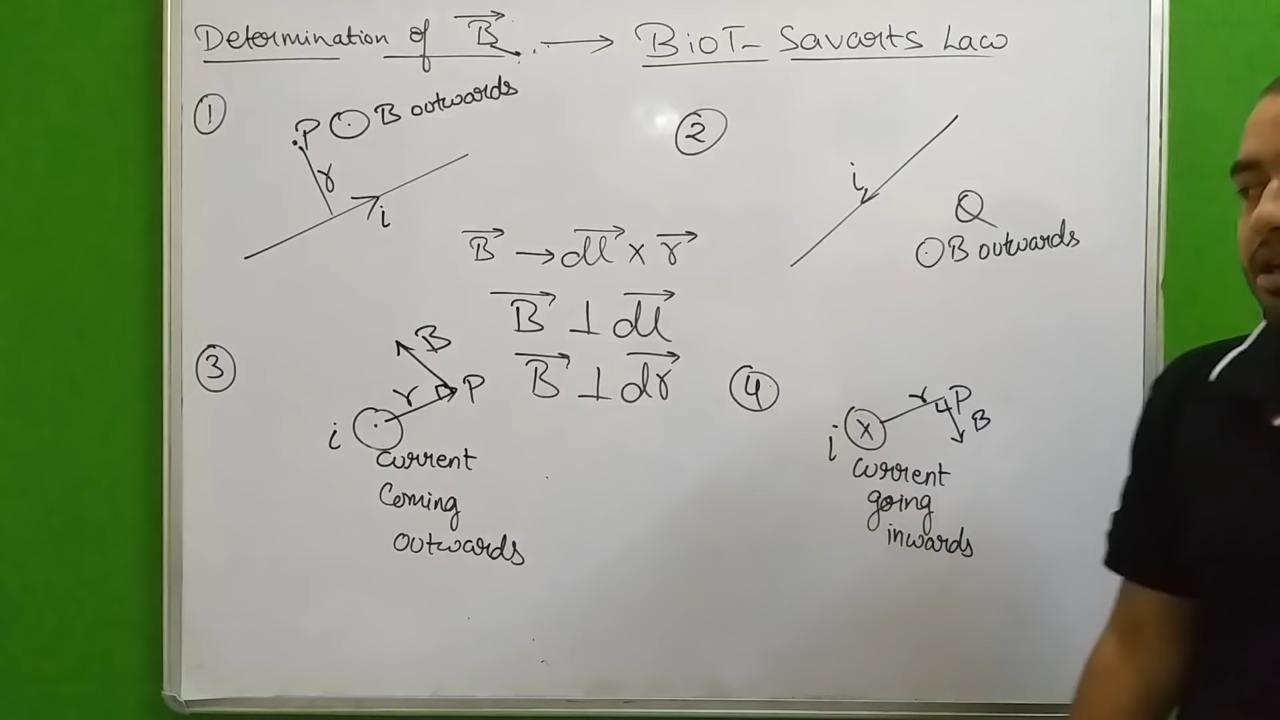 Determination of B → BioT-Savarts Law
①
.P ⊙ B outwards
r
i
②
i
Q
⊙B outwards
B → dl x r
B ⊥ dl
B ⊥ dr
③
B
r
P
i
Current
Coming
outwards
④
r
P
B
i
X
Current
going
inwards